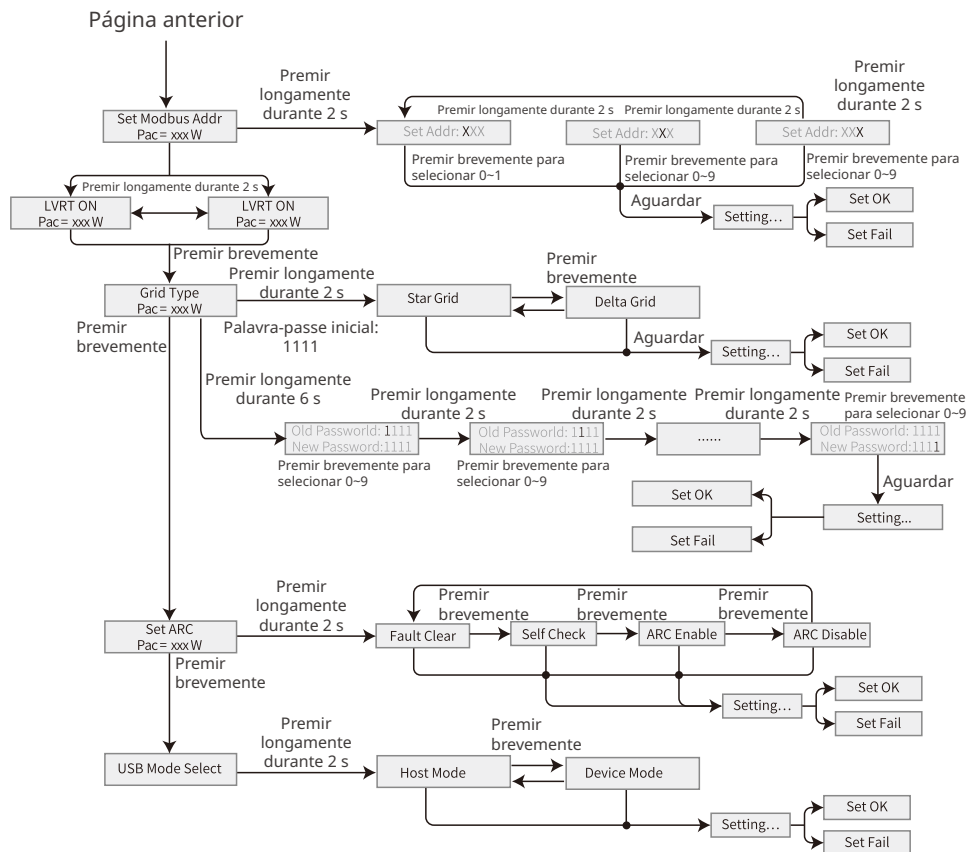 Página anterior
Premir
longamente
durante 2 s
Set Modbus Addr
Pac = xxx W
Premir longamente durante 2 s
Premir longamente durante 2 s
Premir
longamente
durante 2 s
Set Addr: XXX
Set Addr: XXX
Set Addr: XXX
Premir brevemente para
selecionar 0~1
Premir brevemente para
selecionar 0~9
Premir brevemente para
selecionar 0~9
Aguardar
Setting...
Set OK
Set Fail
Premir longamente durante 2 s
LVRT ON
Pac = xxx W
LVRT ON
Pac = xxx W
Premir brevemente
Grid Type
Pac = xxx W
Premir longamente
durante 2 s
Star Grid
Premir
brevemente
Delta Grid
Aguardar
Setting...
Set OK
Set Fail
Premir
brevemente
Palavra-passe inicial:
1111
Premir longamente
durante 6 s
Old Passworld: 1111
New Password:1111
Premir brevemente para
selecionar 0~9
Premir longamente
durante 2 s
Old Passworld: 1111
New Password:1111
Premir brevemente para
selecionar 0~9
Premir longamente
durante 2 s
......
Premir longamente
durante 2 s
Premir brevemente
para selecionar 0~9
Old Passworld: 1111
New Password:1111
Aguardar
Setting...
Set OK
Set Fail
Set ARC
Pac = xxx W
Premir
longamente
durante 2 s
Fault Clear
Premir
brevemente
Self Check
Premir
brevemente
ARC Enable
Premir
brevemente
ARC Disable
Setting...
Set OK
Set Fail
Premir
brevemente
USB Mode Select
Premir
longamente
durante 2 s
Host Mode
Premir
brevemente
Device Mode
Setting...
Set OK
Set Fail